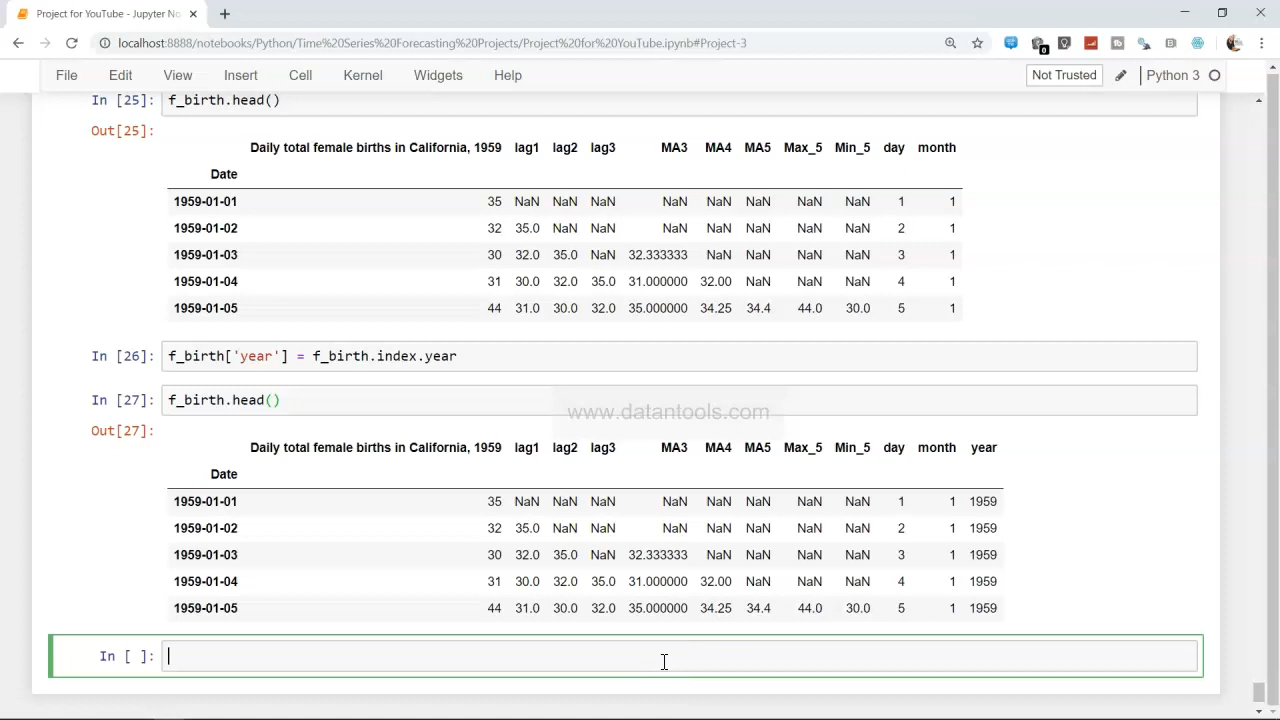 Project for YouTube - Jupyter No
localhost:8888/notebooks/Python/Time%20Series%20Forecasting%20Projects/Project%20for%20YouTube.ipynb#Project-3
File Edit View Insert Cell Kernel Widgets Help Not Trusted Python 3
In [25]: f_birth.head()
Out[25]:
Daily total female births in California, 1959 lag1 lag2 lag3 MA3 MA4 MA5 Max_5 Min_5 day month
Date
1959-01-01 35 NaN NaN NaN NaN NaN NaN NaN NaN 1 1
1959-01-02 32 35.0 NaN NaN NaN NaN NaN NaN NaN 2 1
1959-01-03 30 32.0 35.0 NaN 32.333333 NaN NaN NaN NaN 3 1
1959-01-04 31 30.0 32.0 35.0 31.000000 32.00 NaN NaN NaN 4 1
1959-01-05 44 31.0 30.0 32.0 35.000000 34.25 34.4 44.0 30.0 5 1
In [26]: f_birth['year'] = f_birth.index.year
In [27]: f_birth.head()
www.datantools.com
Out[27]:
Daily total female births in California, 1959 lag1 lag2 lag3 MA3 MA4 MA5 Max_5 Min_5 day month year
Date
1959-01-01 35 NaN NaN NaN NaN NaN NaN NaN NaN 1 1 1959
1959-01-02 32 35.0 NaN NaN NaN NaN NaN NaN NaN 2 1 1959
1959-01-03 30 32.0 35.0 NaN 32.333333 NaN NaN NaN NaN 3 1 1959
1959-01-04 31 30.0 32.0 35.0 31.000000 32.00 NaN NaN NaN 4 1 1959
1959-01-05 44 31.0 30.0 32.0 35.000000 34.25 34.4 44.0 30.0 5 1 1959
In [ ]: